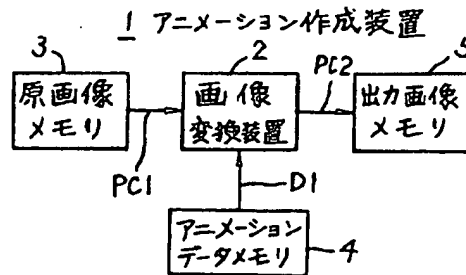 1 アニメーション作成装置
3
原画像
メモリ
PC1
2
画像
変換装置
PC2
5
出力画像
メモリ
D1
アニメーション
データメモリ
4